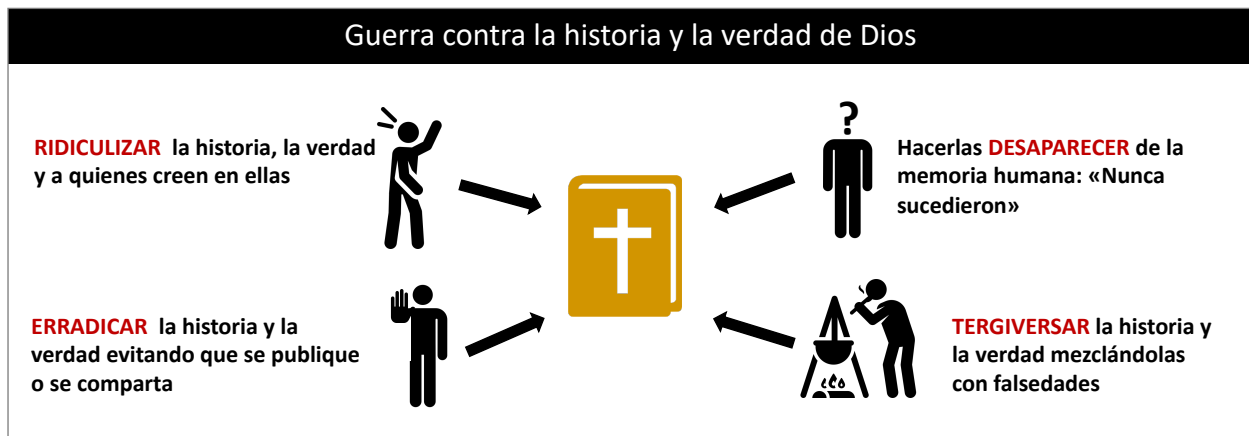 Guerra contra la historia y la verdad de Dios
RIDICULIZAR la historia, la verdad
y a quienes creen en ellas
?
Hacerlas DESAPARECER de la
memoria humana: «Nunca
sucedieron»
ERRADICAR la historia y la
verdad evitando que se publique
o se comparta
TERGIVERSAR la historia y
la verdad mezclándolas
con falsedades